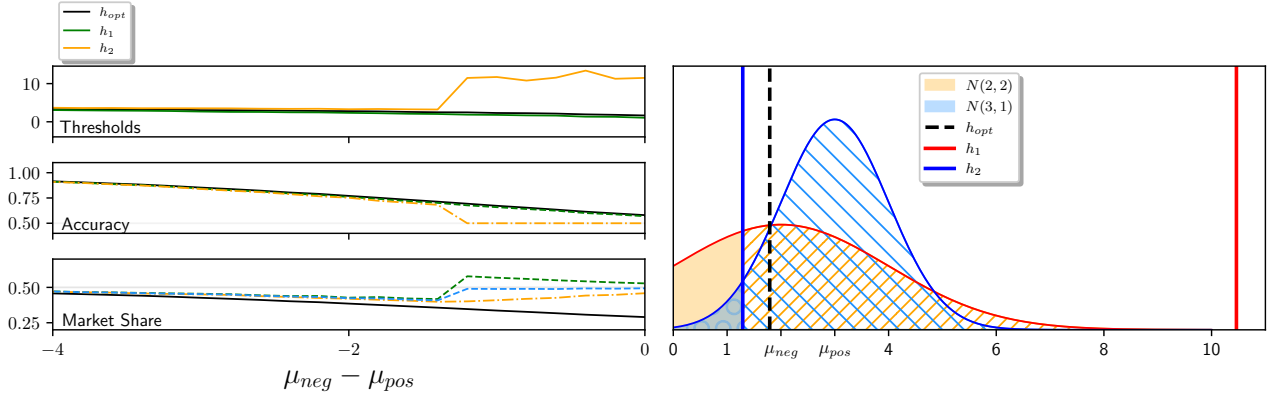 h_opt
h_1
h_2
10
0
Thresholds
1.00
0.75
0.50
Accuracy
0.50
0.25
Market Share
−4
−2
0
μ_neg − μ_pos
N(2, 2)
N(3, 1)
h_opt
h_1
h_2
0 1 μ_neg μ_pos 4 6 8 10